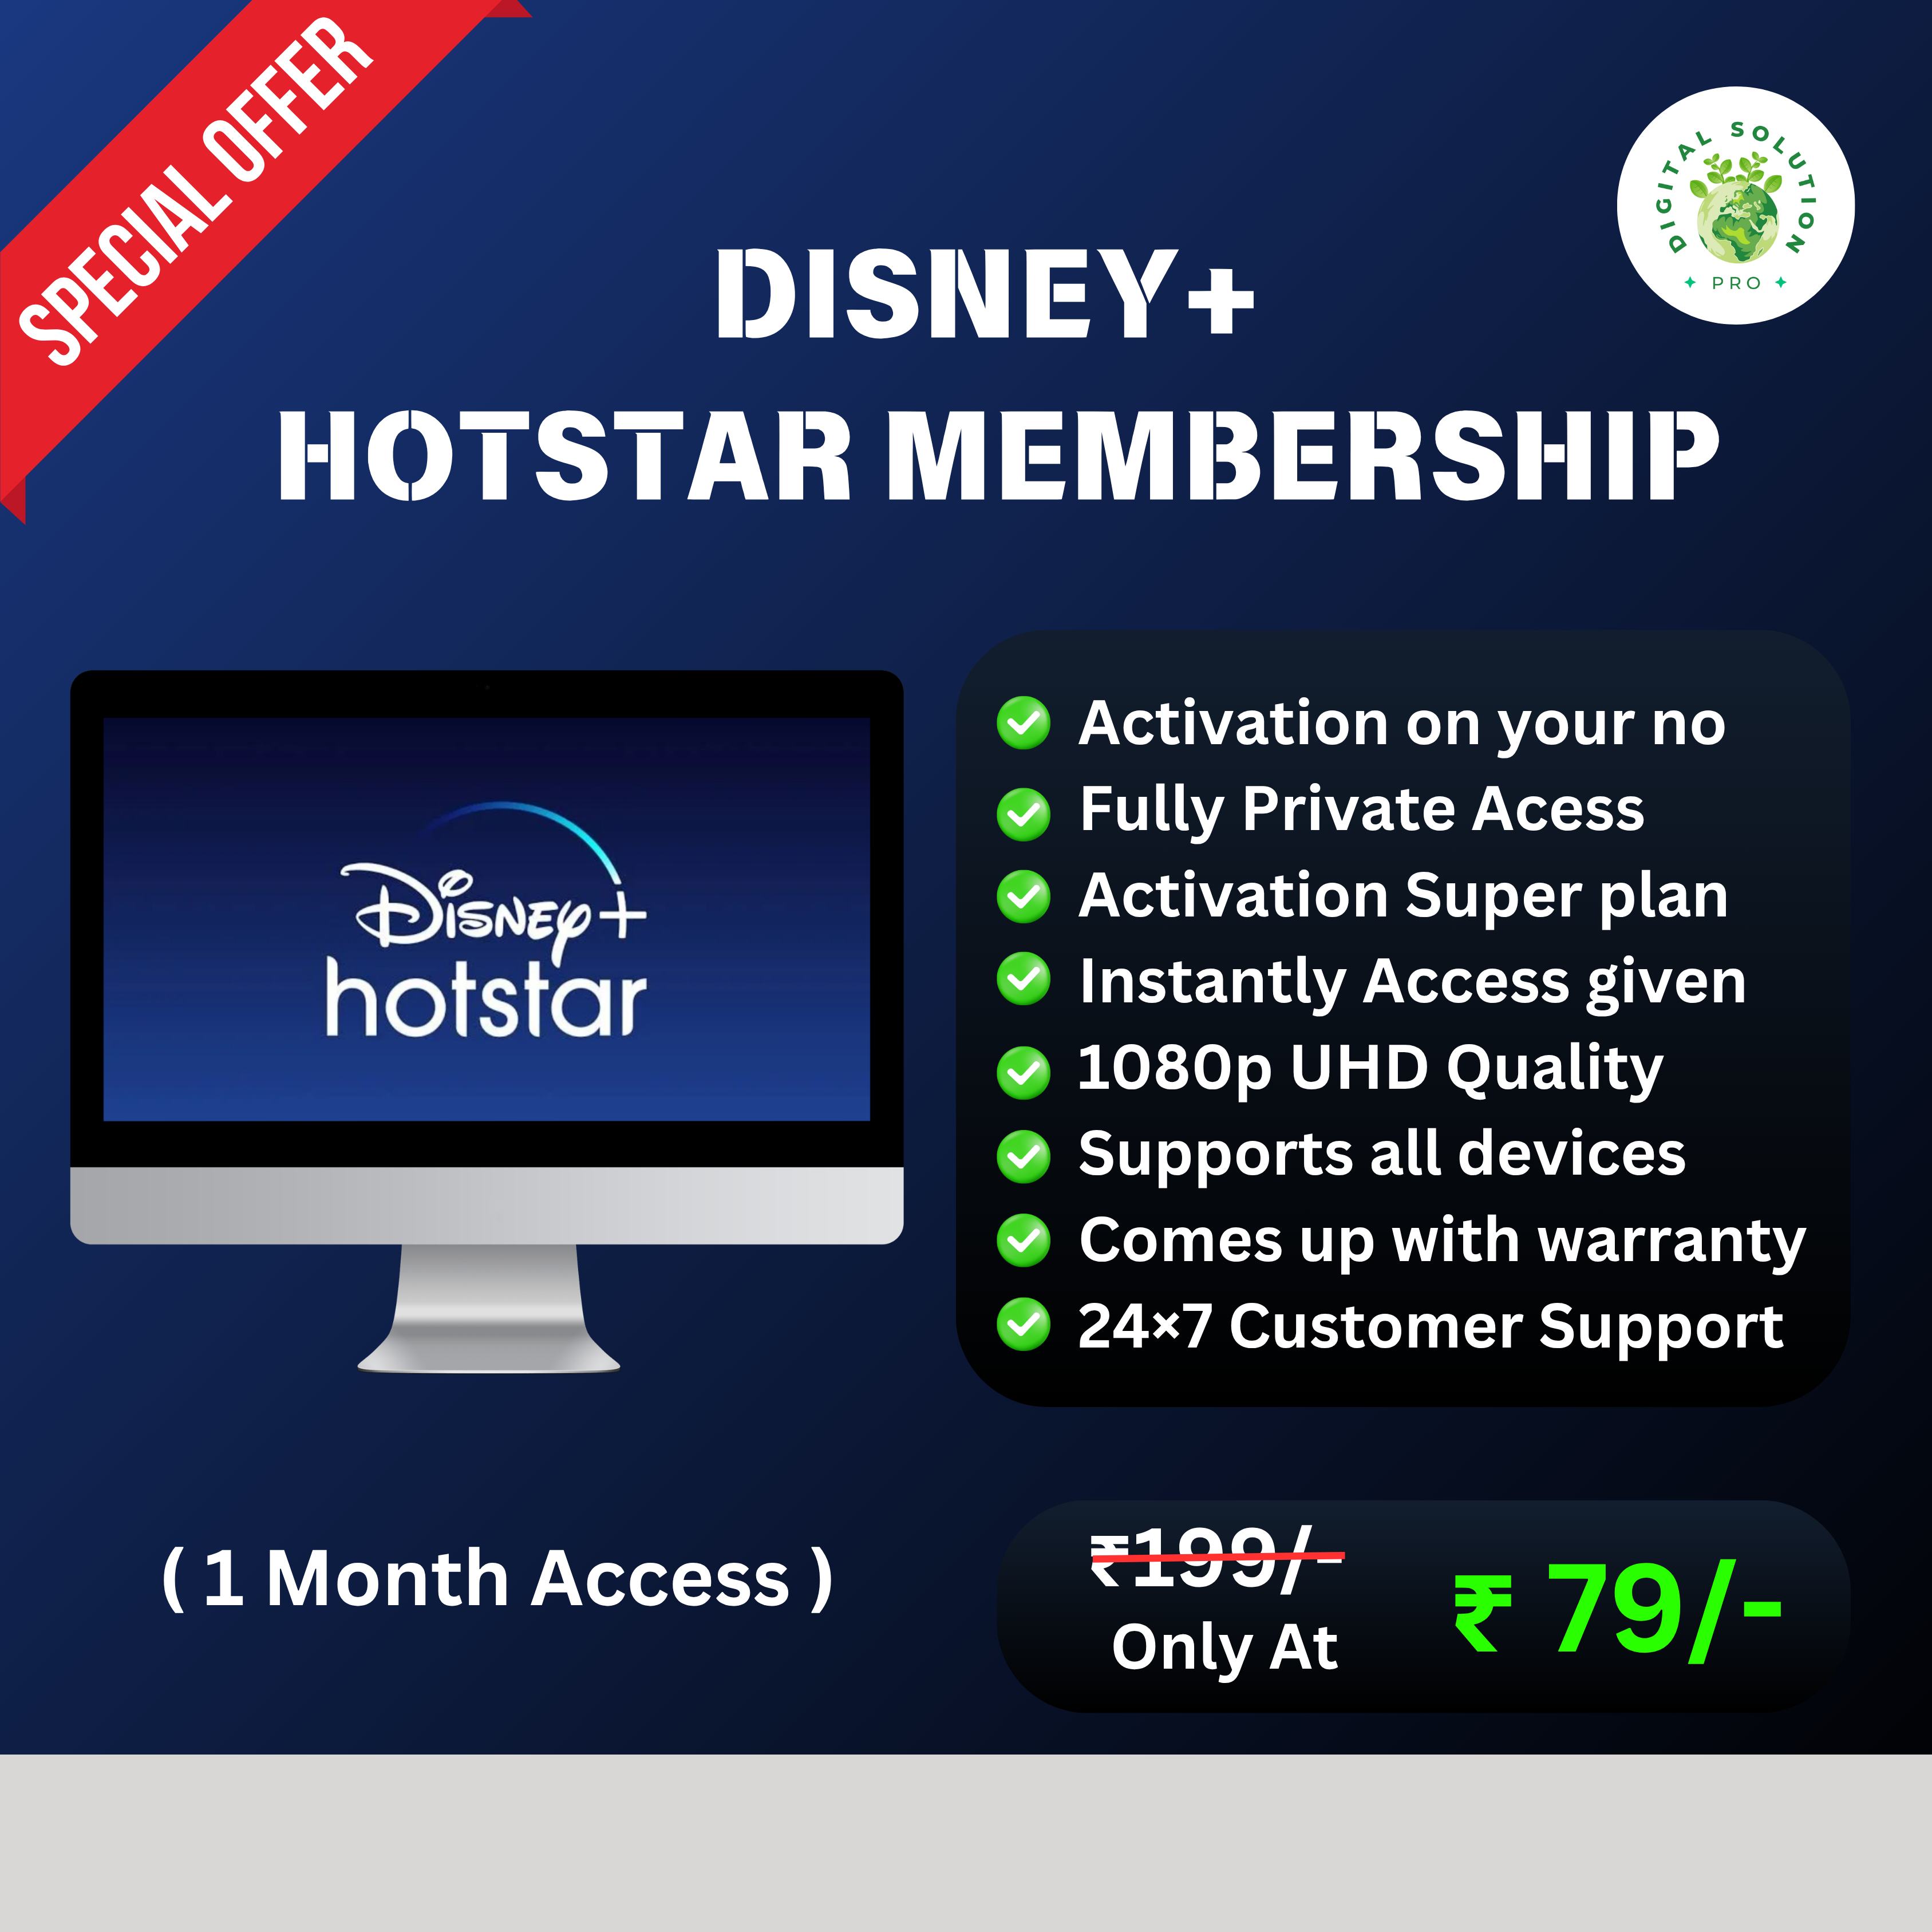 SPECIAL OFFER
DIGITAL SOLUTION
PRO
DISNEY+
HOTSTAR MEMBERSHIP
Disney+
hotstar
Activation on your no
Fully Private Acess
Activation Super plan
Instantly Access given
1080p UHD Quality
Supports all devices
Comes up with warranty
24×7 Customer Support
( 1 Month Access )
₹199/-
Only At
₹ 79/-